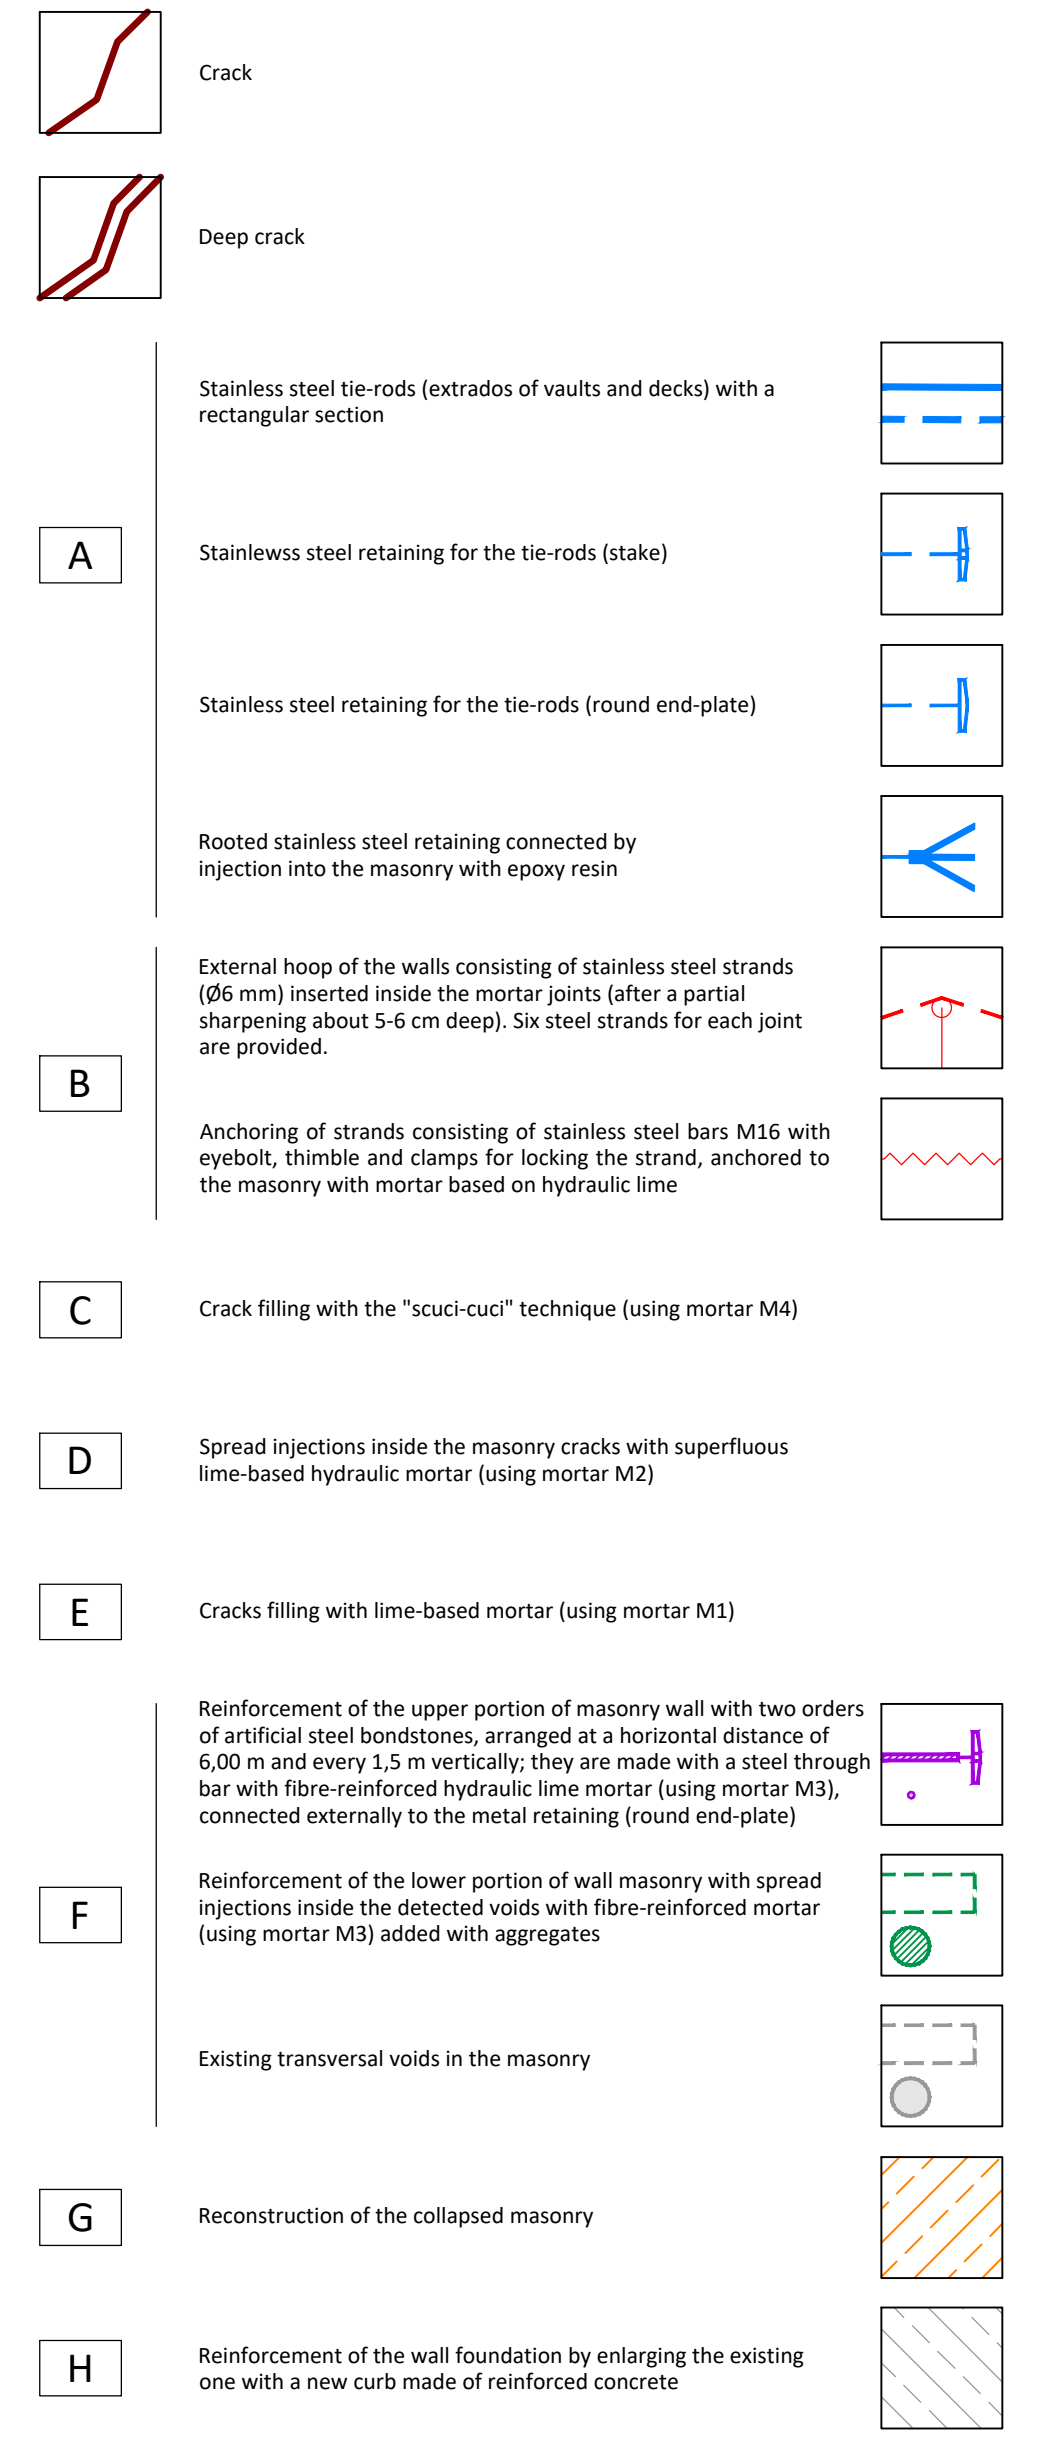 Crack
Deep crack
A
Stainless steel tie-rods (extrados of vaults and decks) with a
rectangular section
Stainlewss steel retaining for the tie-rods (stake)
Stainless steel retaining for the tie-rods (round end-plate)
Rooted stainless steel retaining connected by
injection into the masonry with epoxy resin
B
External hoop of the walls consisting of stainless steel strands
(Ø6 mm) inserted inside the mortar joints (after a partial
sharpening about 5-6 cm deep). Six steel strands for each joint
are provided.
Anchoring of strands consisting of stainless steel bars M16 with
eyebolt, thimble and clamps for locking the strand, anchored to
the masonry with mortar based on hydraulic lime
C
Crack filling with the "scuci-cuci" technique (using mortar M4)
D
Spread injections inside the masonry cracks with superfluous
lime-based hydraulic mortar (using mortar M2)
E
Cracks filling with lime-based mortar (using mortar M1)
F
Reinforcement of the upper portion of masonry wall with two orders
of artificial steel bondstones, arranged at a horizontal distance of
6,00 m and every 1,5 m vertically; they are made with a steel through
bar with fibre-reinforced hydraulic lime mortar (using mortar M3),
connected externally to the metal retaining (round end-plate)
Reinforcement of the lower portion of wall masonry with spread
injections inside the detected voids with fibre-reinforced mortar
(using mortar M3) added with aggregates
Existing transversal voids in the masonry
G
Reconstruction of the collapsed masonry
H
Reinforcement of the wall foundation by enlarging the existing
one with a new curb made of reinforced concrete